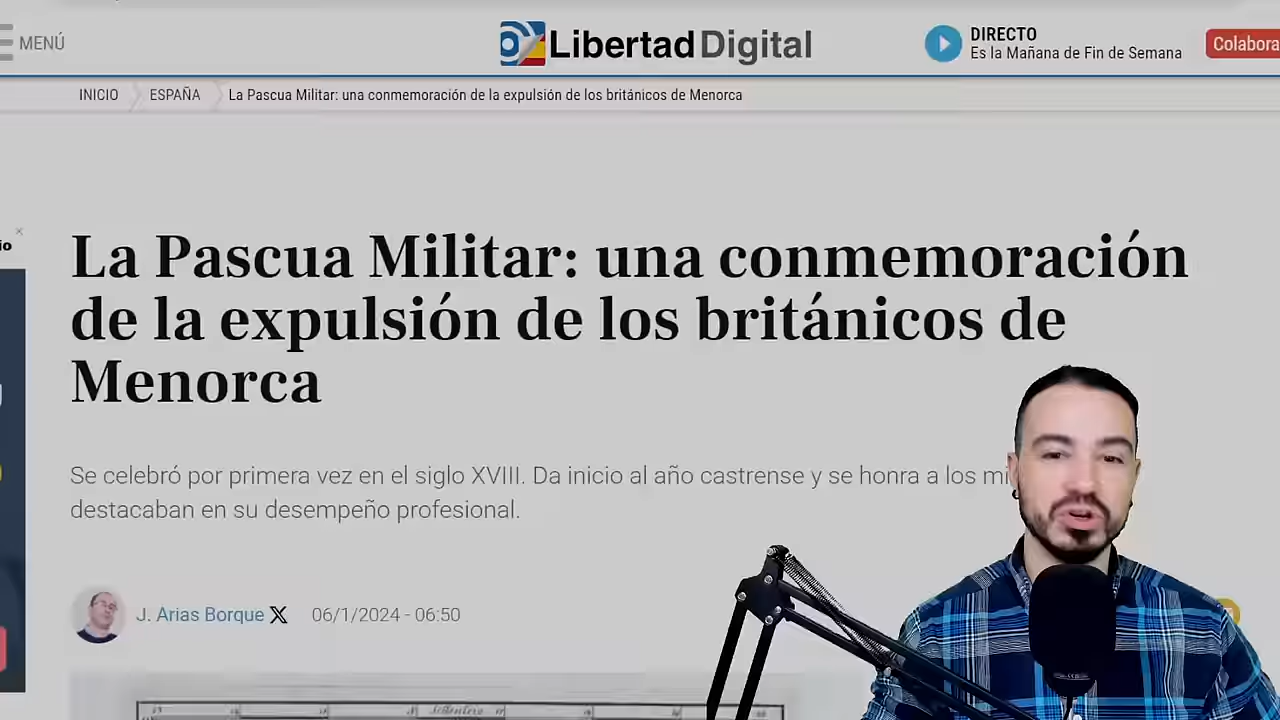 MENÚ
Libertad Digital
DIRECTO
Es la Mañana de Fin de Semana
Colabora
INICIO
ESPAÑA
La Pascua Militar: una conmemoración de la expulsión de los británicos de Menorca
La Pascua Militar: una conmemoración
de la expulsión de los británicos de
Menorca
Se celebró por primera vez en el siglo XVIII. Da inicio al año castrense y se honra a los mi
destacaban en su desempeño profesional.
J. Arias Borque
06/1/2024 - 06:50